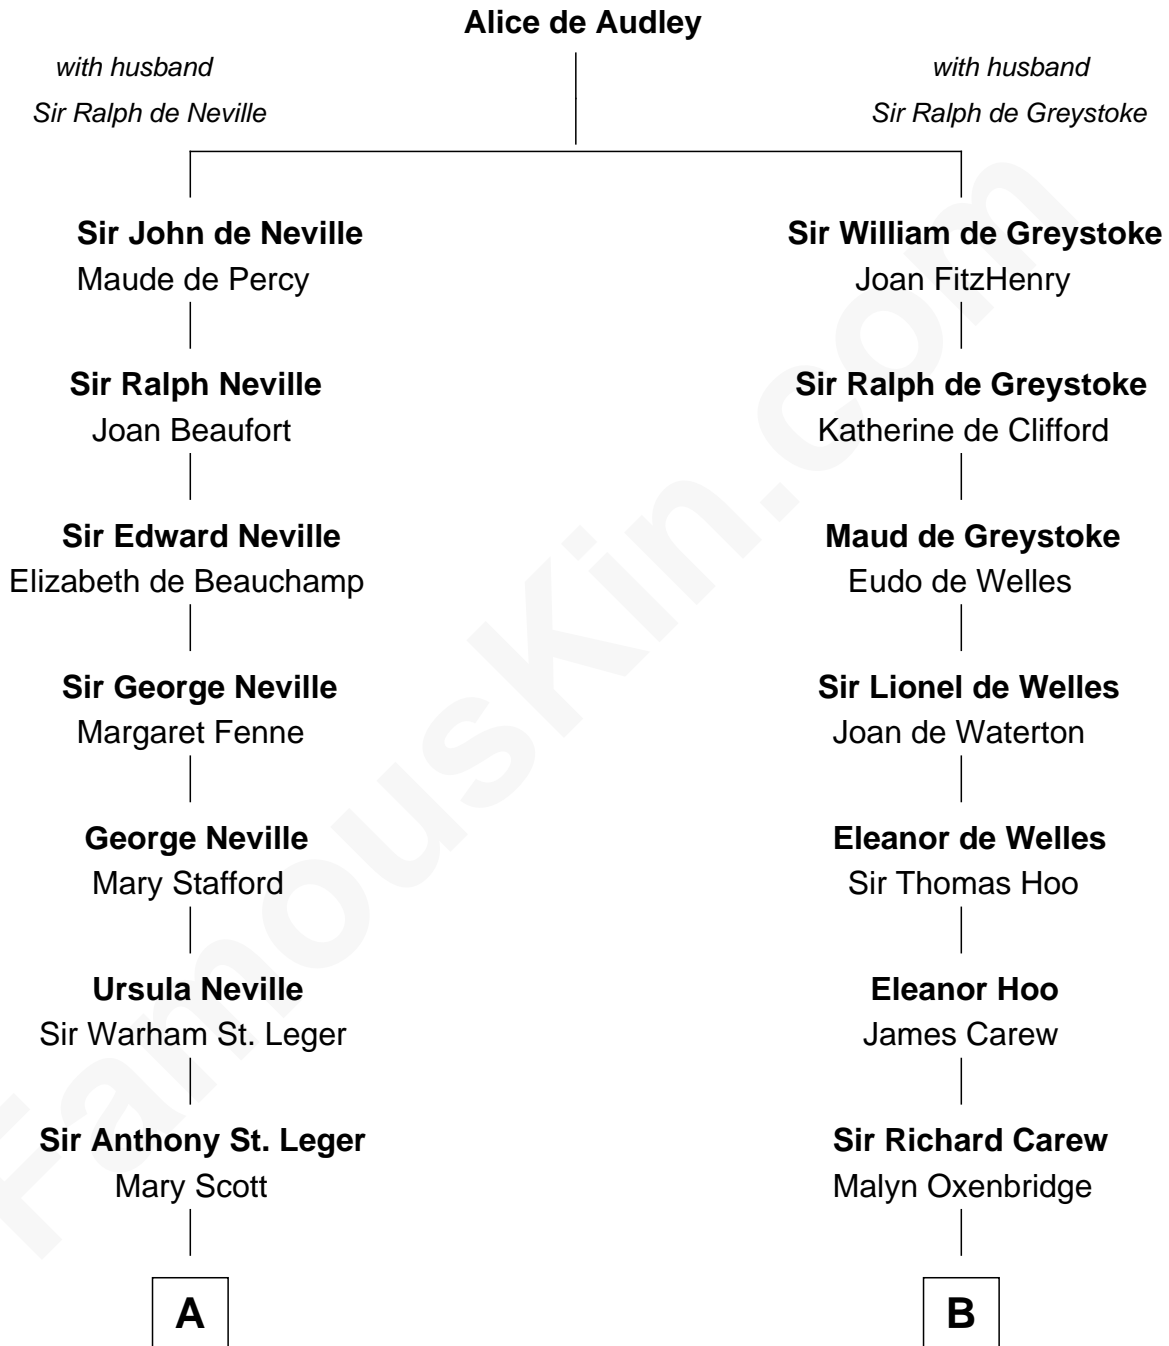 Alice de Audley
with husband
Sir Ralph de Neville
with husband
Sir Ralph de Greystoke
Sir John de Neville
Maude de Percy
Sir William de Greystoke
Joan FitzHenry
Sir Ralph Neville
Joan Beaufort
Sir Ralph de Greystoke
Katherine de Clifford
Sir Edward Neville
Elizabeth de Beauchamp
Maud de Greystoke
Eudo de Welles
Sir George Neville
Margaret Fenne
Sir Lionel de Welles
Joan de Waterton
George Neville
Mary Stafford
Eleanor de Welles
Sir Thomas Hoo
Ursula Neville
Sir Warham St. Leger
Eleanor Hoo
James Carew
Sir Anthony St. Leger
Mary Scott
Sir Richard Carew
Malyn Oxenbridge
A
B
FamousKin.com